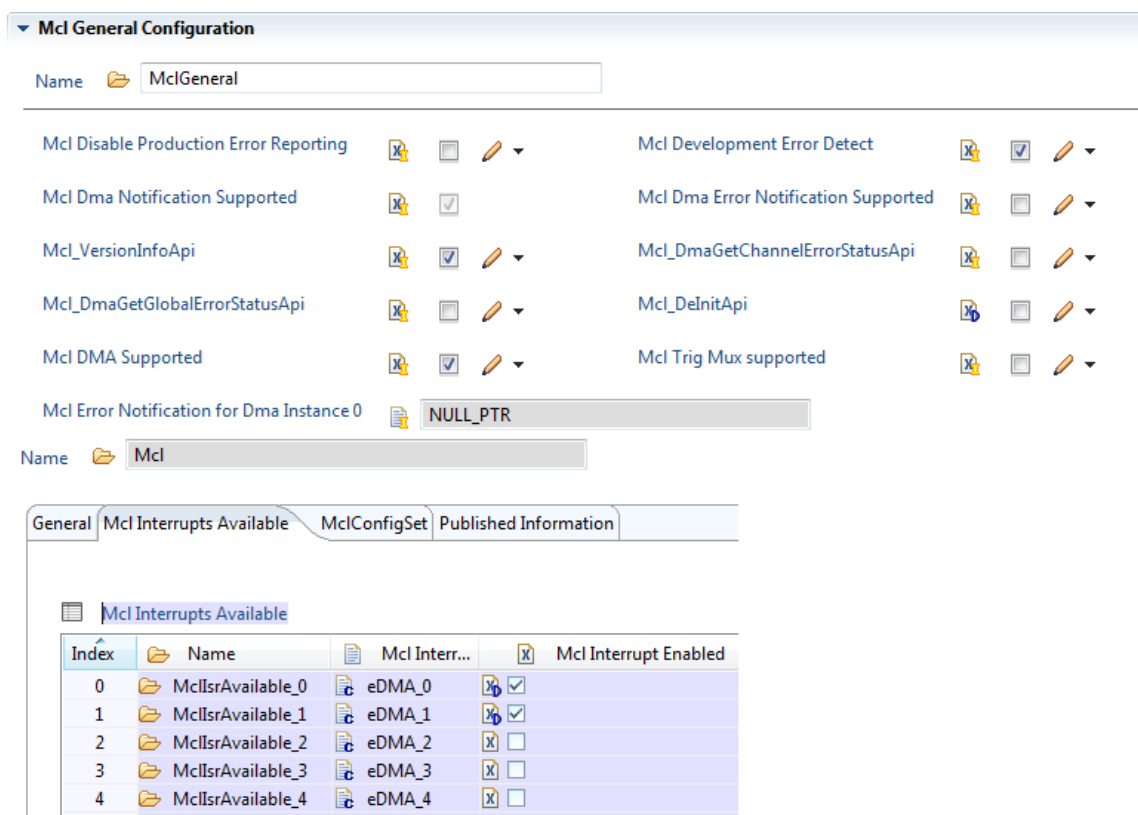 Mcl General Configuration
Name McIGeneral
Mcl Disable Production Error Reporting Mcl Development Error Detect
Mcl Dma Notification Supported Mcl Dma Error Notification Supported
Mcl_VersionInfoApi Mcl_DmaGetChannelErrorStatusApi
Mcl_DmaGetGlobalErrorStatusApi Mcl_DeInitApi
Mcl DMA Supported Mcl Trig Mux supported
Mcl Error Notification for Dma Instance 0 NULL_PTR
Name Mcl
General Mcl Interrupts Available MclConfigSet Published Information
Mcl Interrupts Available
Index Name Mcl Interr... Mcl Interrupt Enabled
0 MclIsrAvailable_0 eDMA_0
1 MclIsrAvailable_1 eDMA_1
2 MclIsrAvailable_2 eDMA_2
3 MclIsrAvailable_3 eDMA_3
4 MclIsrAvailable_4 eDMA_4